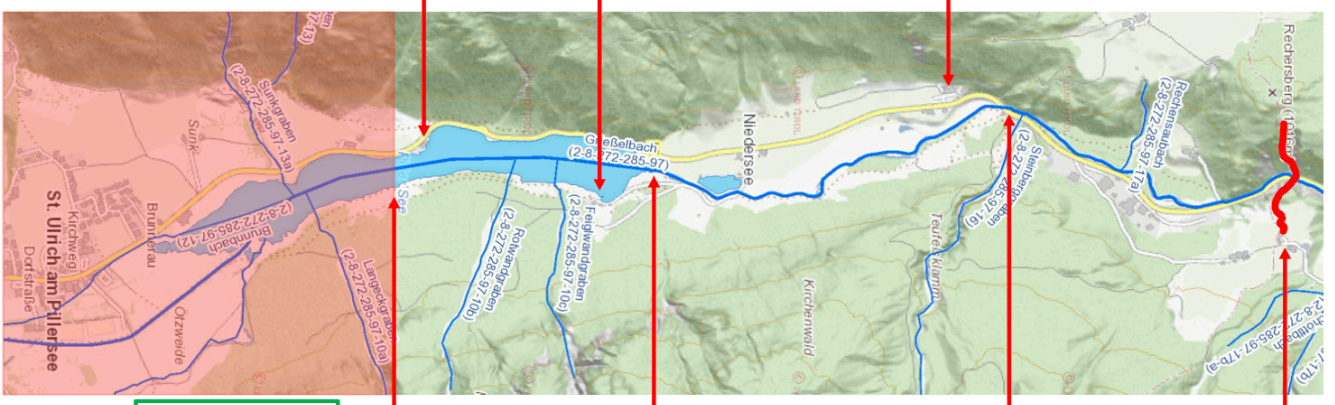 Sunkgraben
(2-8-272-285-97-13a)
Sunk
St. Ulrich am Pillersee
Kirchweg
Dorfstraße
Brunnerau
Brunnbach
(2-8-272-285-97-12)
Ötzweide
Langeckgraben
(2-8-272-285-97-10a)
Grießelbach
(2-8-272-285-97)
Rotwandgraben
(2-8-272-285-97-10b)
Feiglwandgraben
(2-8-272-285-97-10c)
Niedersee
Kirchenwald
Teufelsklamm
Steinberggraben
(2-8-272-285-97-16)
Rechensaubach
(2-8-272-285-97-17a)
Rechersberg